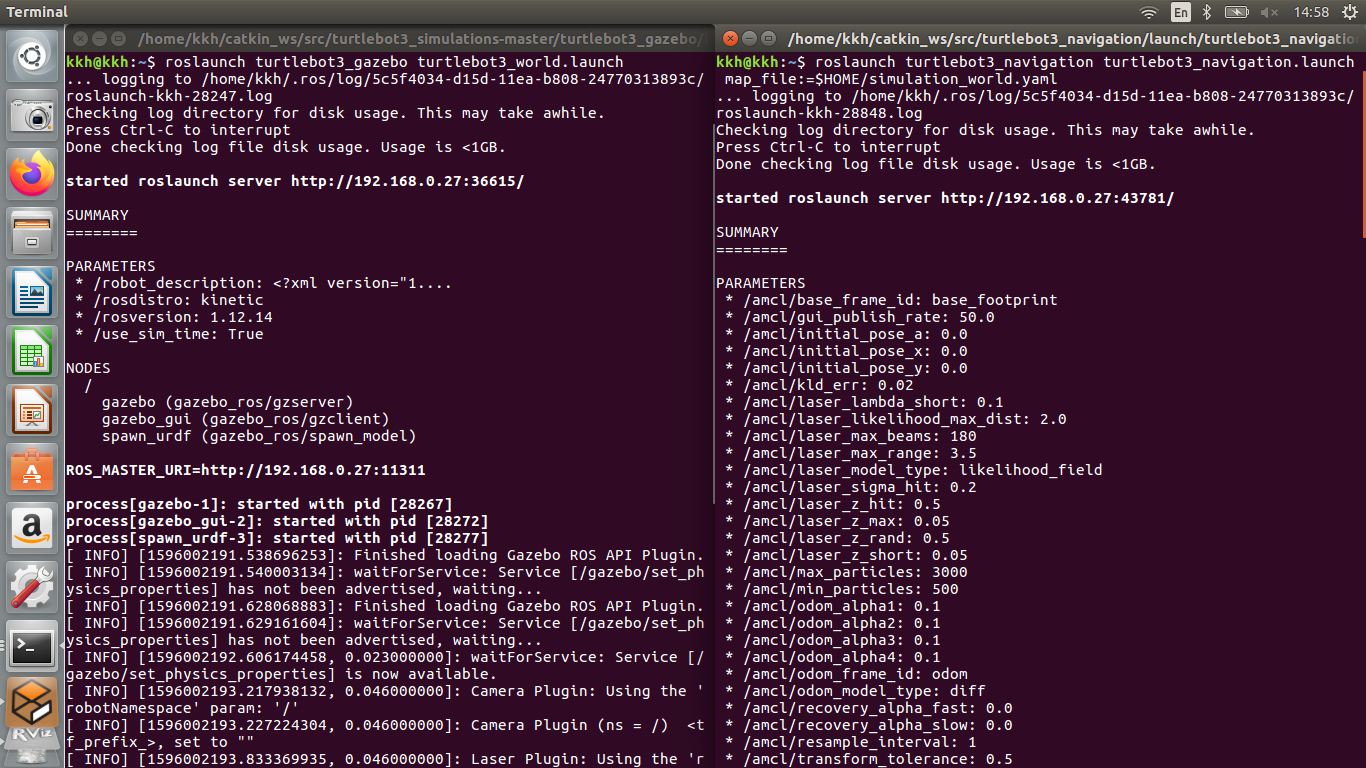 Terminal
En
14:58
/home/kkh/catkin_ws/src/turtlebot3_simulations-master/turtlebot3_gazebo/
kkh@kkh:~$ roslaunch turtlebot3_gazebo turtlebot3_world.launch
... logging to /home/kkh/.ros/log/5c5f4034-d15d-11ea-b808-24770313893c/
roslaunch-kkh-28247.log
Checking log directory for disk usage. This may take awhile.
Press Ctrl-C to interrupt
Done checking log file disk usage. Usage is <1GB.
started roslaunch server http://192.168.0.27:36615/
SUMMARY
========
PARAMETERS
* /robot_description: <?xml version="1....
* /rosdistro: kinetic
* /rosversion: 1.12.14
* /use_sim_time: True
NODES
/
gazebo (gazebo_ros/gzserver)
gazebo_gui (gazebo_ros/gzclient)
spawn_urdf (gazebo_ros/spawn_model)
ROS_MASTER_URI=http://192.168.0.27:11311
process[gazebo-1]: started with pid [28267]
process[gazebo_gui-2]: started with pid [28272]
process[spawn_urdf-3]: started with pid [28277]
[ INFO] [1596002191.538696253]: Finished loading Gazebo ROS API Plugin.
[ INFO] [1596002191.540003134]: waitForService: Service [/gazebo/set_ph
ysics_properties] has not been advertised, waiting...
[ INFO] [1596002191.628068883]: Finished loading Gazebo ROS API Plugin.
[ INFO] [1596002191.629161604]: waitForService: Service [/gazebo/set_ph
ysics_properties] has not been advertised, waiting...
[ INFO] [1596002192.606174458, 0.023000000]: waitForService: Service [/
gazebo/set_physics_properties] is now available.
[ INFO] [1596002193.217938132, 0.046000000]: Camera Plugin: Using the '
robotNamespace' param: '/'
[ INFO] [1596002193.227224304, 0.046000000]: Camera Plugin (ns = /)  <t
f_prefix_>, set to ""
[ INFO] [1596002193.833369935, 0.046000000]: Laser Plugin: Using the 'r
/home/kkh/catkin_ws/src/turtlebot3_navigation/launch/turtlebot3_navigatio
kkh@kkh:~$ roslaunch turtlebot3_navigation turtlebot3_navigation.launch
map_file:=$HOME/simulation_world.yaml
... logging to /home/kkh/.ros/log/5c5f4034-d15d-11ea-b808-24770313893c/
roslaunch-kkh-28848.log
Checking log directory for disk usage. This may take awhile.
Press Ctrl-C to interrupt
Done checking log file disk usage. Usage is <1GB.
started roslaunch server http://192.168.0.27:43781/
SUMMARY
========
PARAMETERS
* /amcl/base_frame_id: base_footprint
* /amcl/gui_publish_rate: 50.0
* /amcl/initial_pose_a: 0.0
* /amcl/initial_pose_x: 0.0
* /amcl/initial_pose_y: 0.0
* /amcl/kld_err: 0.02
* /amcl/laser_lambda_short: 0.1
* /amcl/laser_likelihood_max_dist: 2.0
* /amcl/laser_max_beams: 180
* /amcl/laser_max_range: 3.5
* /amcl/laser_model_type: likelihood_field
* /amcl/laser_sigma_hit: 0.2
* /amcl/laser_z_hit: 0.5
* /amcl/laser_z_max: 0.05
* /amcl/laser_z_rand: 0.5
* /amcl/laser_z_short: 0.05
* /amcl/max_particles: 3000
* /amcl/min_particles: 500
* /amcl/odom_alpha1: 0.1
* /amcl/odom_alpha2: 0.1
* /amcl/odom_alpha3: 0.1
* /amcl/odom_alpha4: 0.1
* /amcl/odom_frame_id: odom
* /amcl/odom_model_type: diff
* /amcl/recovery_alpha_fast: 0.0
* /amcl/recovery_alpha_slow: 0.0
* /amcl/resample_interval: 1
* /amcl/transform_tolerance: 0.5
RViz